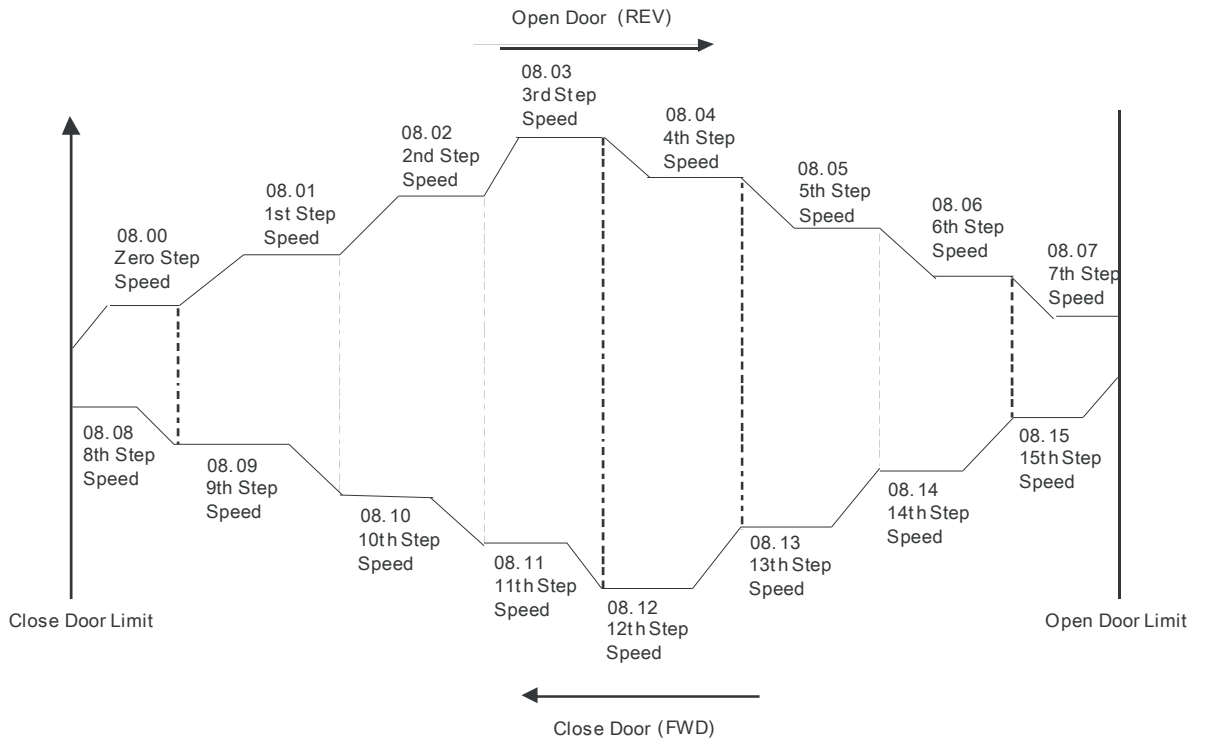 Open Door (REV)
08.03
3rd Step
Speed
08.04
4th Step
Speed
08.02
2nd Step
Speed
08.05
5th Step
Speed
08.01
1st Step
Speed
08.06
6th Step
Speed
08.00
Zero Step
Speed
08.07
7th Step
Speed
08.08
8th Step
Speed
08.09
9th Step
Speed
08.10
10th Step
Speed
08.11
11th Step
Speed
08.12
12th Step
Speed
08.13
13th Step
Speed
08.14
14th Step
Speed
08.15
15th Step
Speed
Close Door Limit
Open Door Limit
Close Door (FWD)